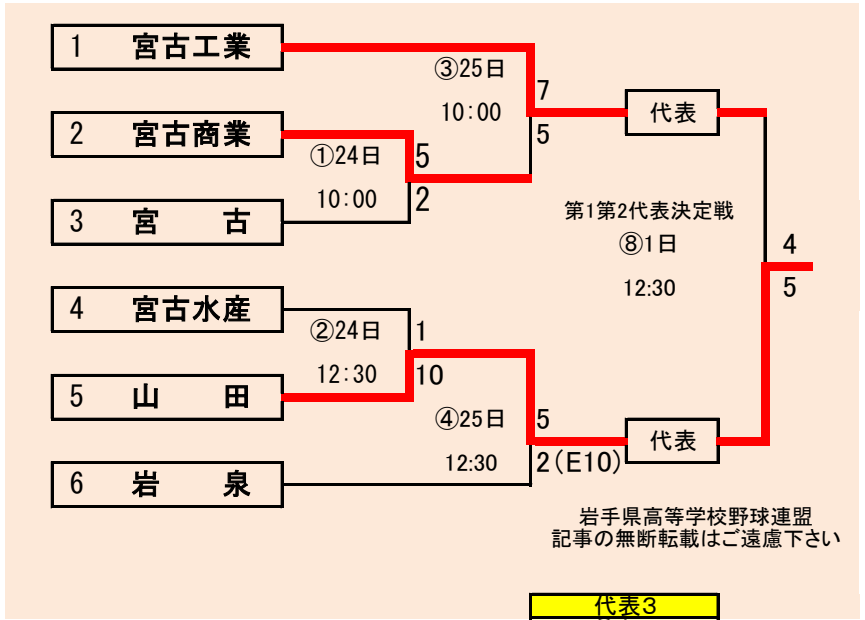 1 宮古工業
③25日
7
10:00
代表
2 宮古商業
5
①24日
5
10:00
2
第1第2代表決定戦
3 宮 古
⑧1日
4
12:30
5
4 宮古水産
②24日
1
12:30
10
5 山 田
④25日
5
代表
12:30
2(E10)
6 岩 泉
岩手県高等学校野球連盟
記事の無断転載はご遠慮下さい
代表3